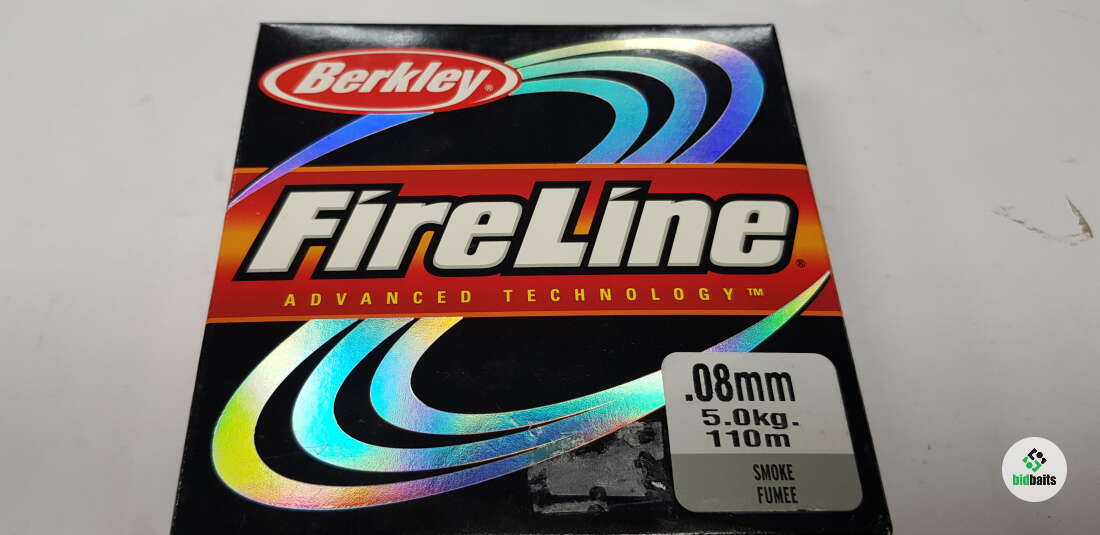 Berkley®
FireLine®
ADVANCED TECHNOLOGY™
.08mm
5.0kg.
110m
SMOKE
FUMEE
bidbaits